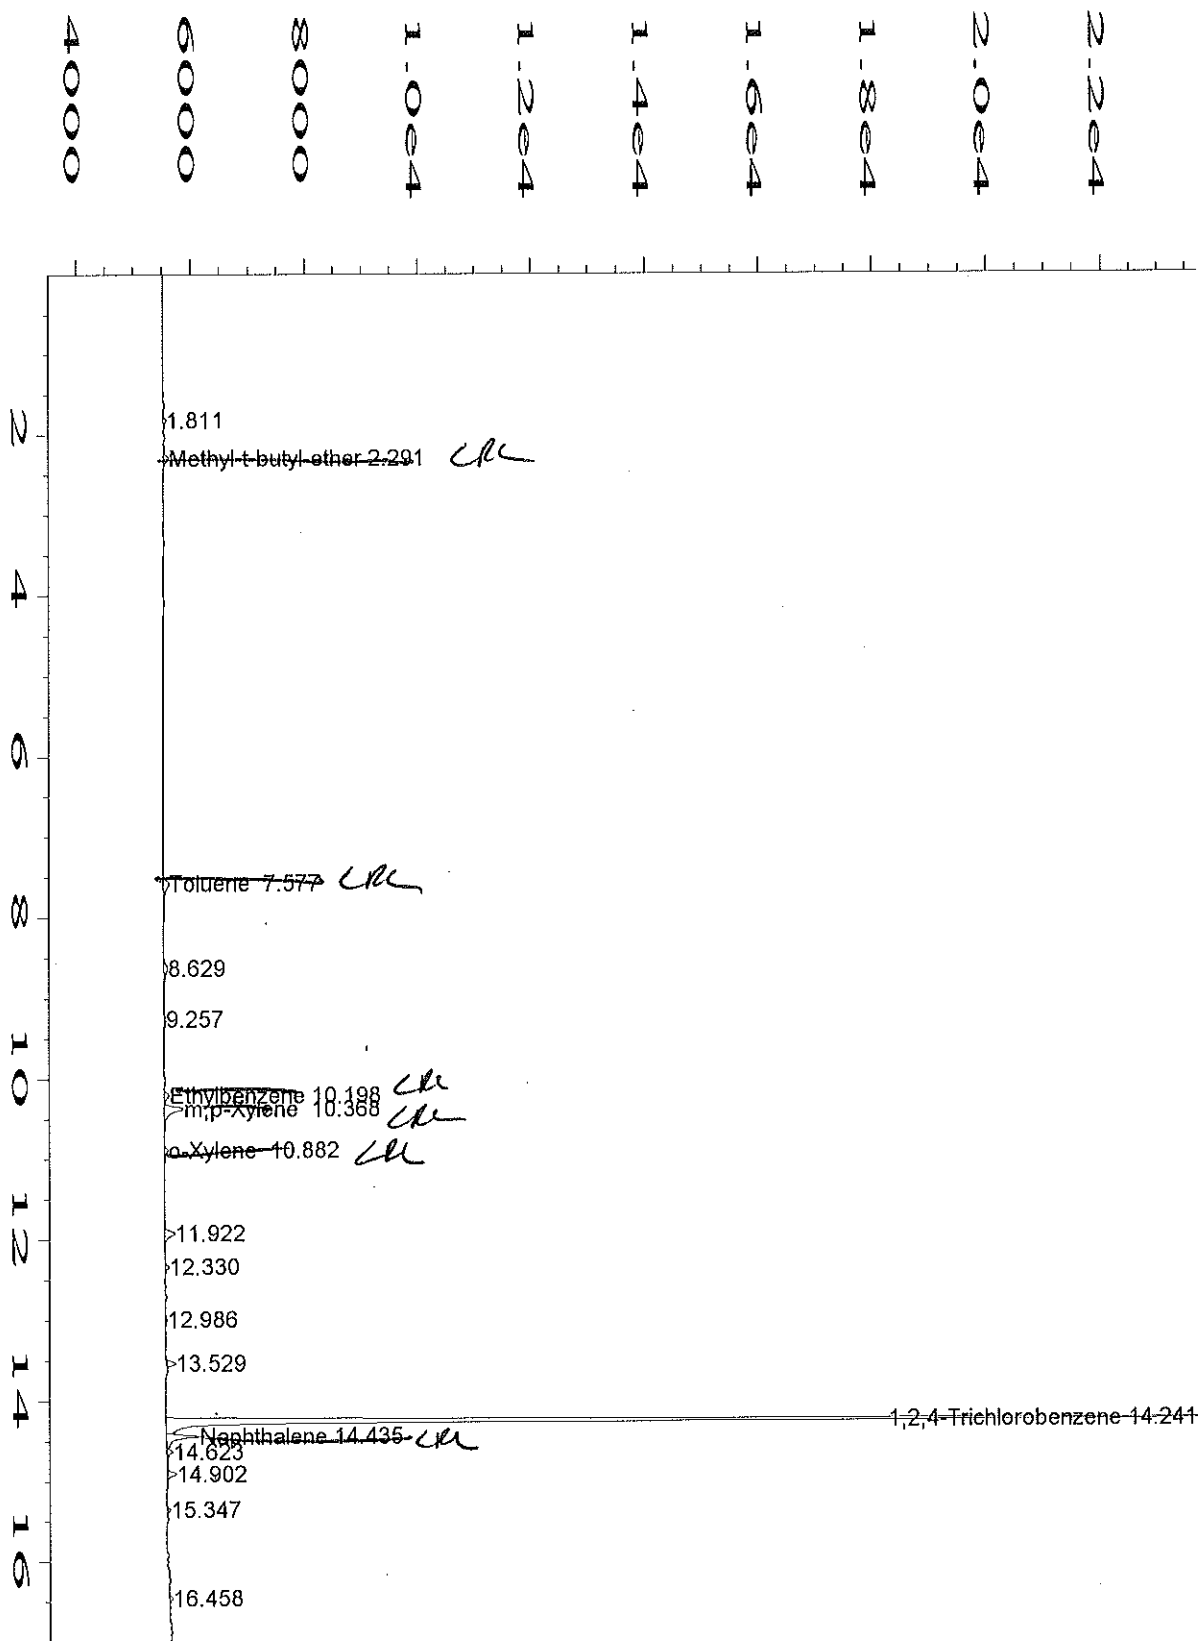 4000
6000
8000
1.0e4
1.2e4
1.4e4
1.6e4
1.8e4
2.0e4
2.2e4
1.811
2
Methyl-t-butyl-ether 2.291
4
6
Toluene 7.577
8
8.629
9.257
10
Ethylbenzene 10.198
m,p-Xylene 10.368
o-Xylene 10.882
11.922
12
12.330
12.986
13.529
14
1,2,4-Trichlorobenzene 14.241
Naphthalene 14.435
14.623
14.902
15.347
16
16.458